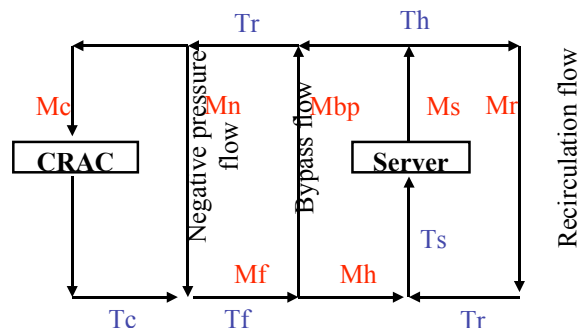 Tr
Th
Mc
Mn
Mbp
Ms
Mr
Negative pressure
flow
Bypass flow
Recirculation flow
CRAC
Server
Ts
Mf
Mh
Tc
Tf
Tr